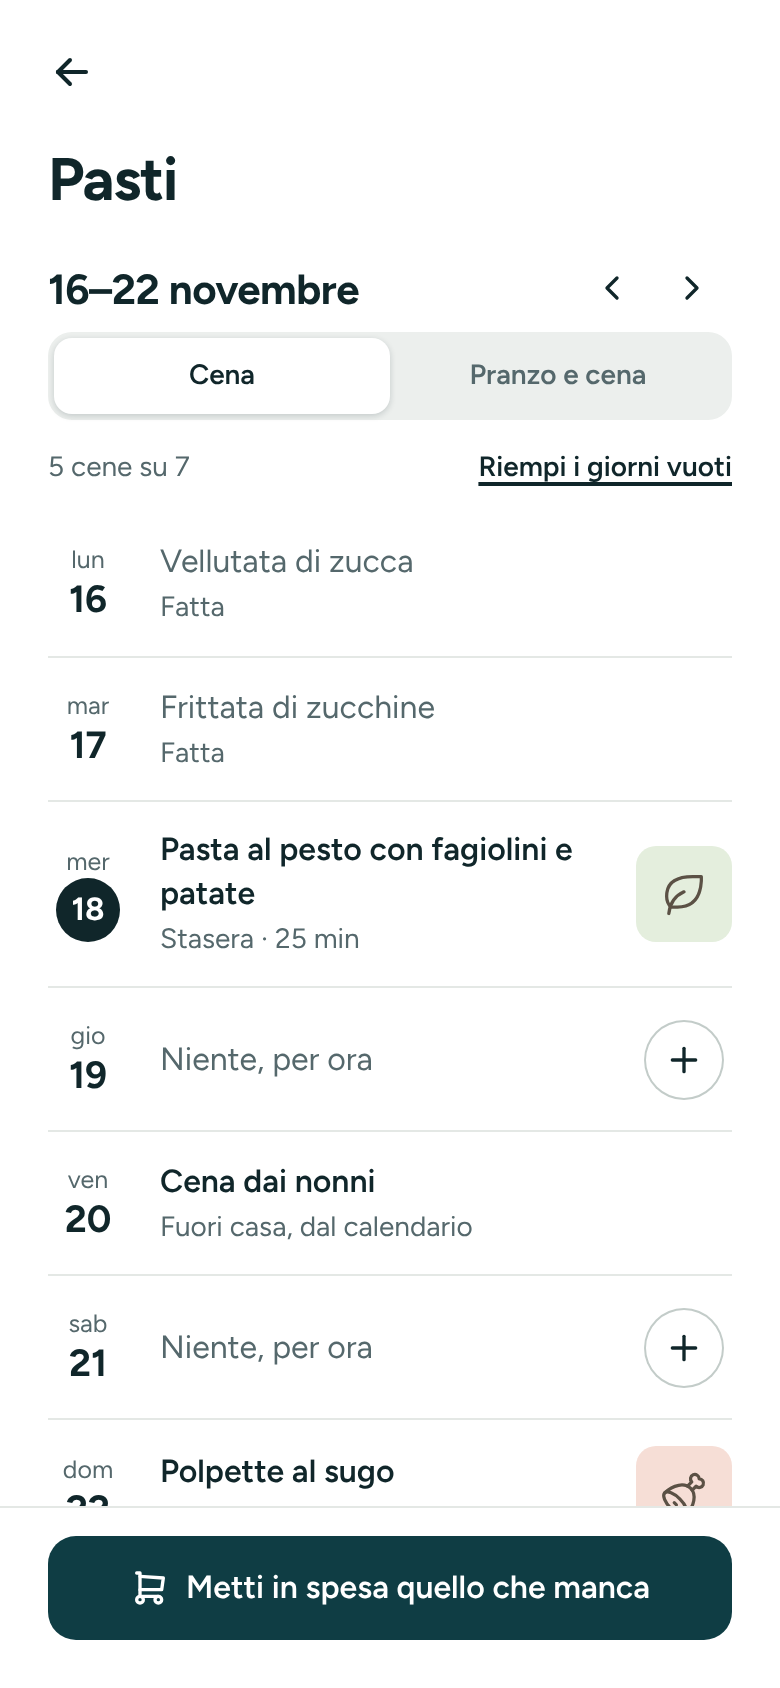 Pasti
16–22 novembre
Cena
Pranzo e cena
5 cene su 7
Riempi i giorni vuoti
lun
16
Vellutata di zucca
Fatta
mar
17
Frittata di zucchine
Fatta
mer
18
Pasta al pesto con fagiolini e
patate
Stasera · 25 min
gio
19
Niente, per ora
ven
20
Cena dai nonni
Fuori casa, dal calendario
sab
21
Niente, per ora
dom
22
Polpette al sugo
Metti in spesa quello che manca